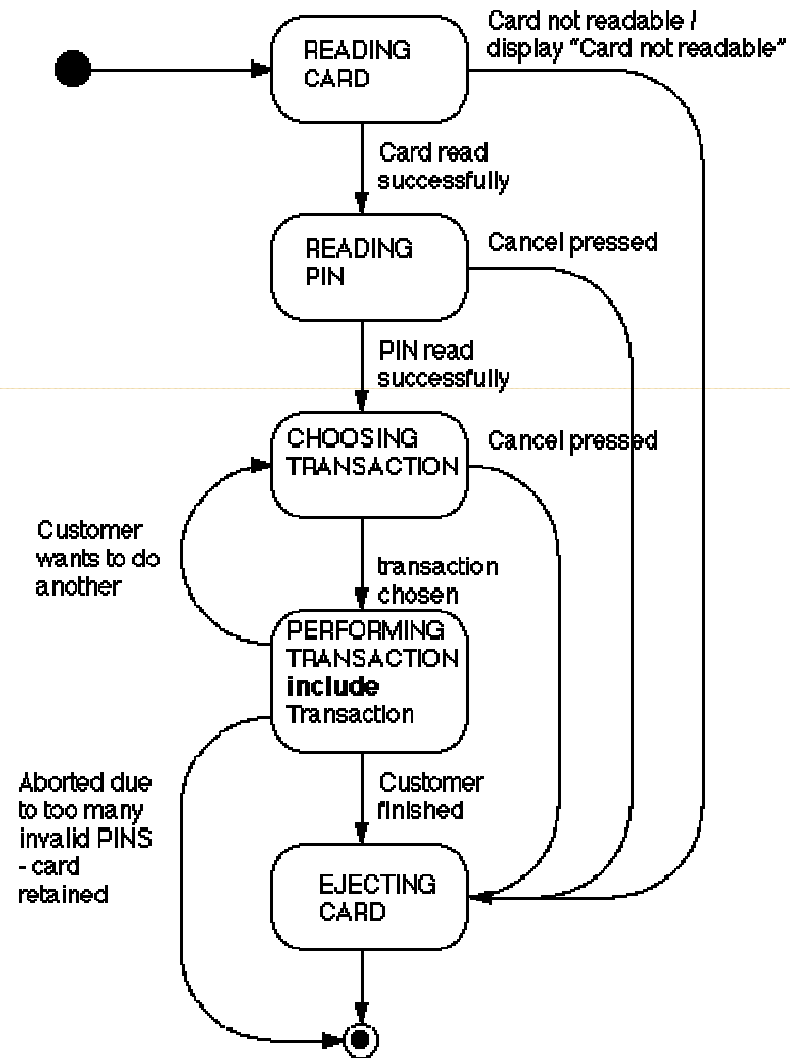 READING
CARD
Card not readable /
display “Card not readable”
Card read
successfully
READING
PIN
Cancel pressed
PIN read
successfully
CHOOSING
TRANSACTION
Cancel pressed
Customer
wants to do
another
transaction
chosen
PERFORMING
TRANSACTION
include
Transaction
Aborted due
to too many
invalid PINS
- card
retained
Customer
finished
EJECTING
CARD